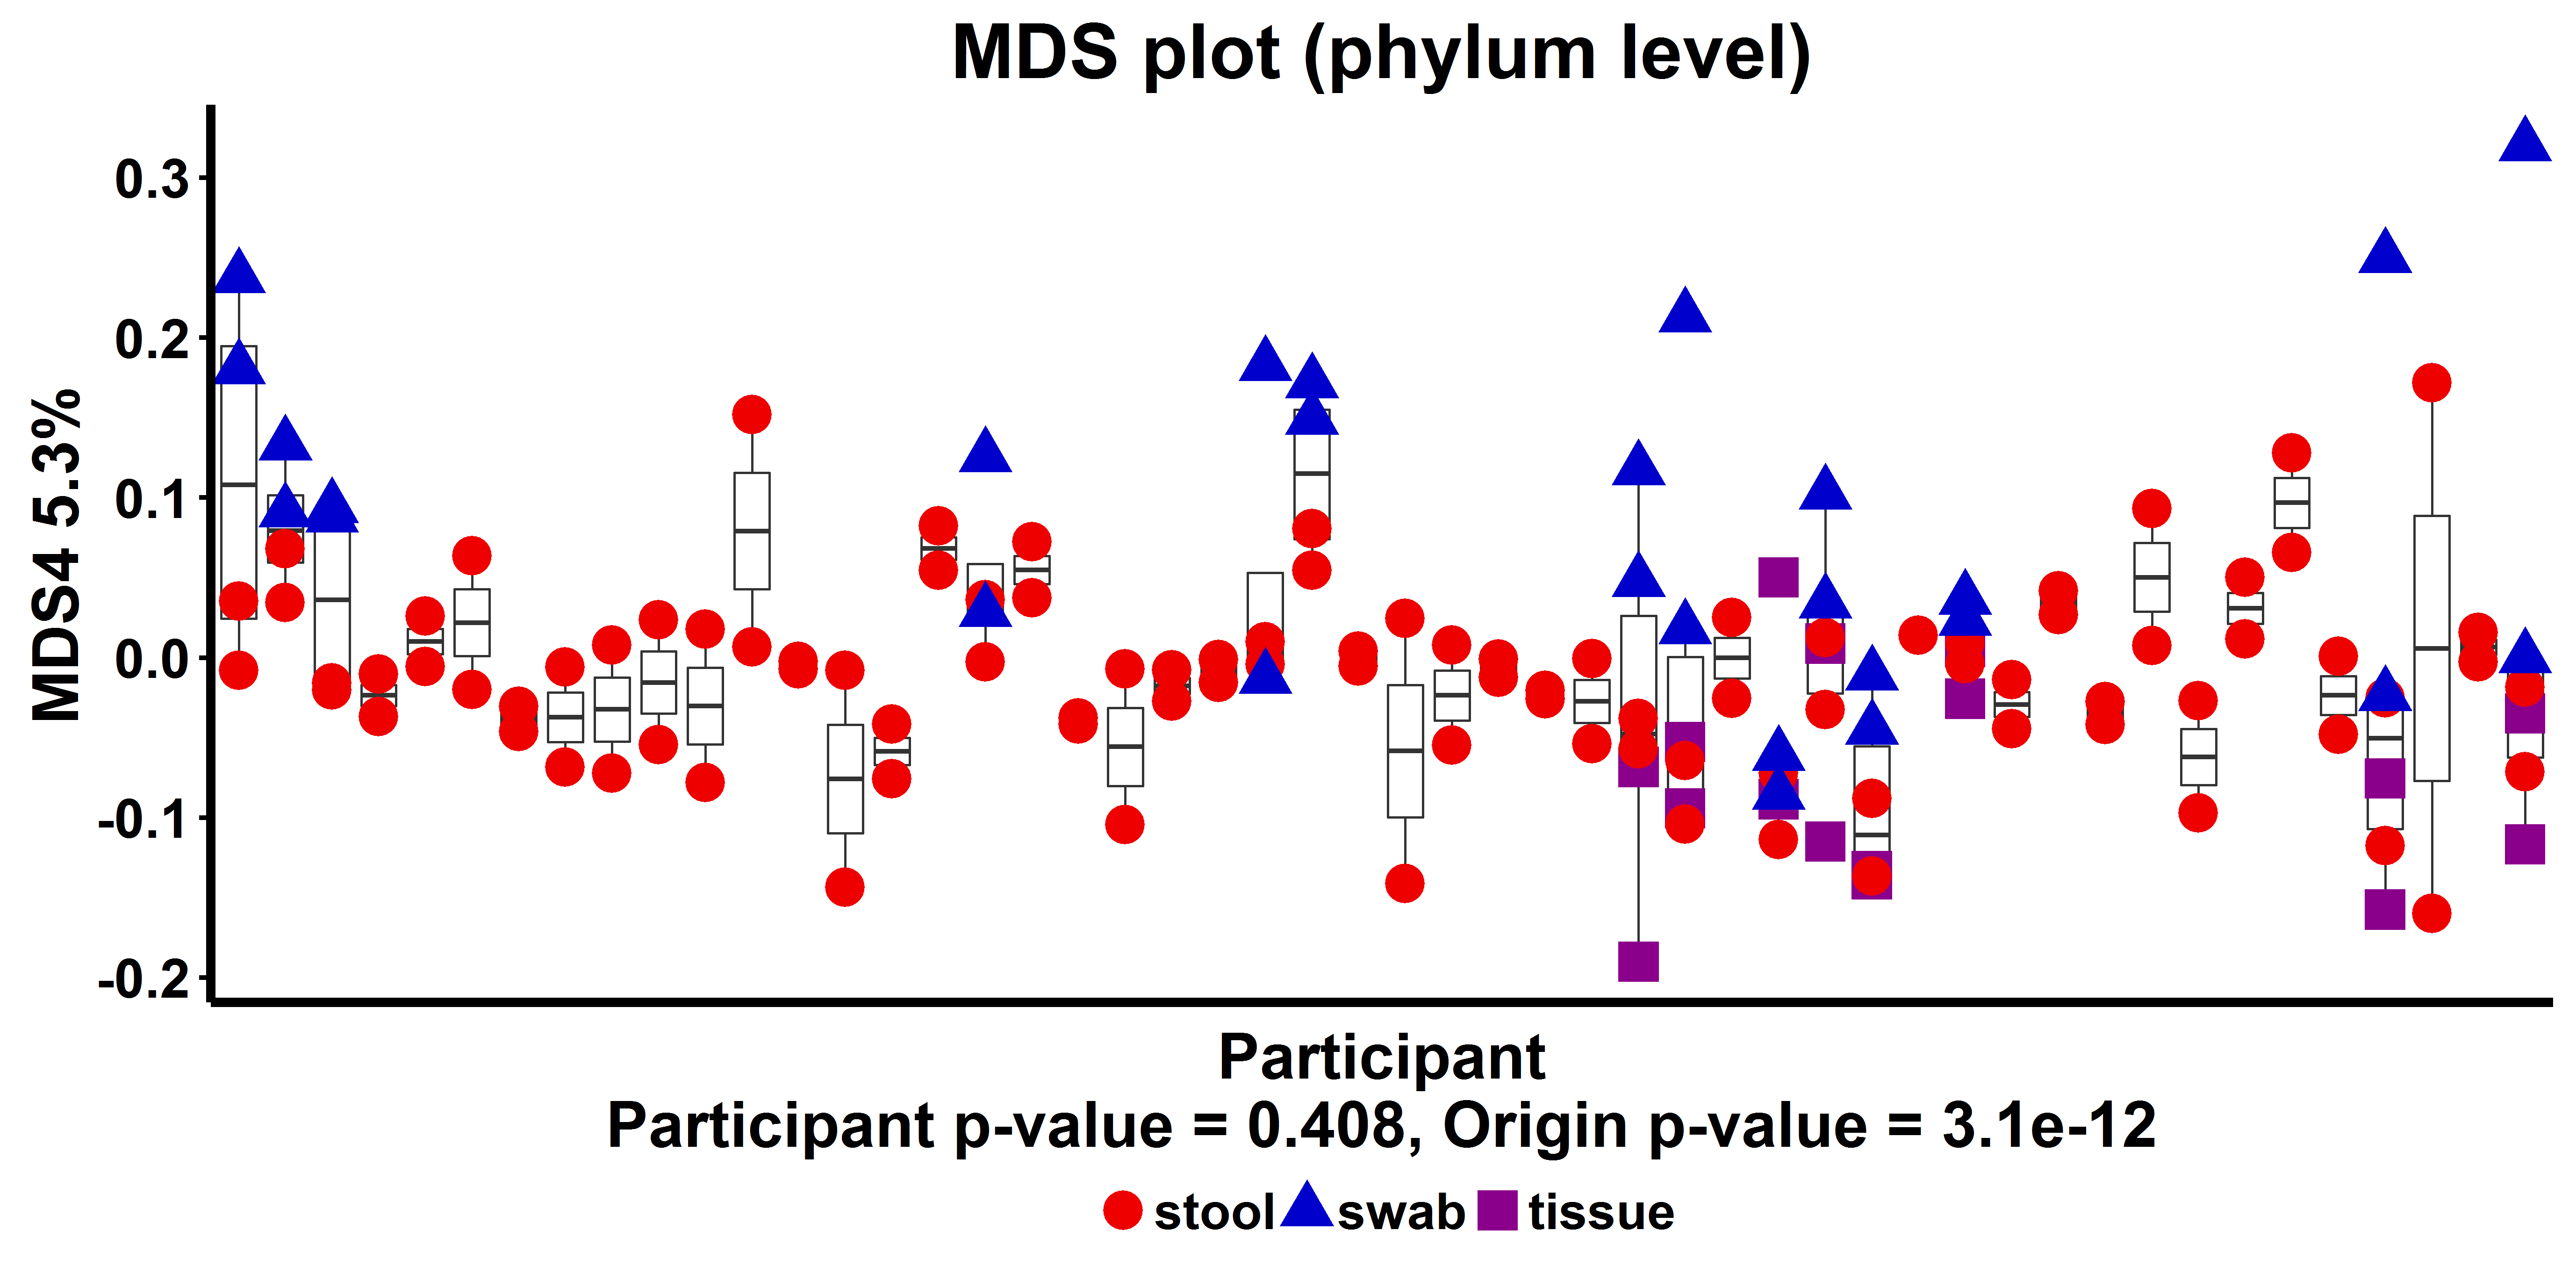 MDS plot (phylum level)
MDS4 5.3%
0.3
0.2
0.1
0.0
-0.1
-0.2
Participant
Participant p-value = 0.408, Origin p-value = 3.1e-12
stool swab tissue